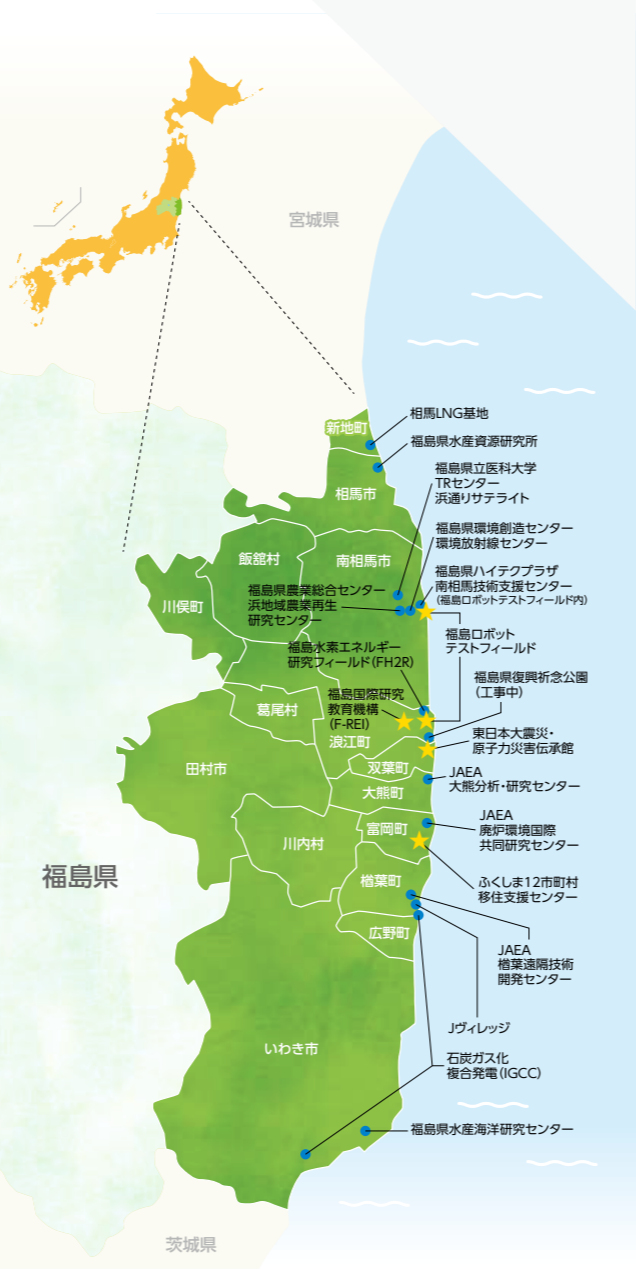 宮城県
新地町
相馬LNG基地
福島県水産資源研究所
相馬市
福島県立医科大学
TRセンター
浜通りサテライト
飯舘村
南相馬市
福島県環境創造センター
環境放射線センター
川俣町
福島県農業総合センター
浜地域農業再生
研究センター
福島県ハイテクプラザ
南相馬技術支援センター
(福島ロボットテストフィールド内)
福島ロボット
テストフィールド
福島水素エネルギー
研究フィールド(FH2R)
福島県復興祈念公園
(工事中)
葛尾村
福島国際研究
教育機構
(F-REI)
浪江町
東日本大震災・
原子力災害伝承館
田村市
双葉町
JAEA
大熊分析・研究センター
大熊町
富岡町
JAEA
廃炉環境国際
共同研究センター
川内村
福島県
楢葉町
ふくしま12市町村
移住支援センター
広野町
JAEA
楢葉遠隔技術
開発センター
Jヴィレッジ
いわき市
石炭ガス化
複合発電(IGCC)
福島県水産海洋研究センター
茨城県